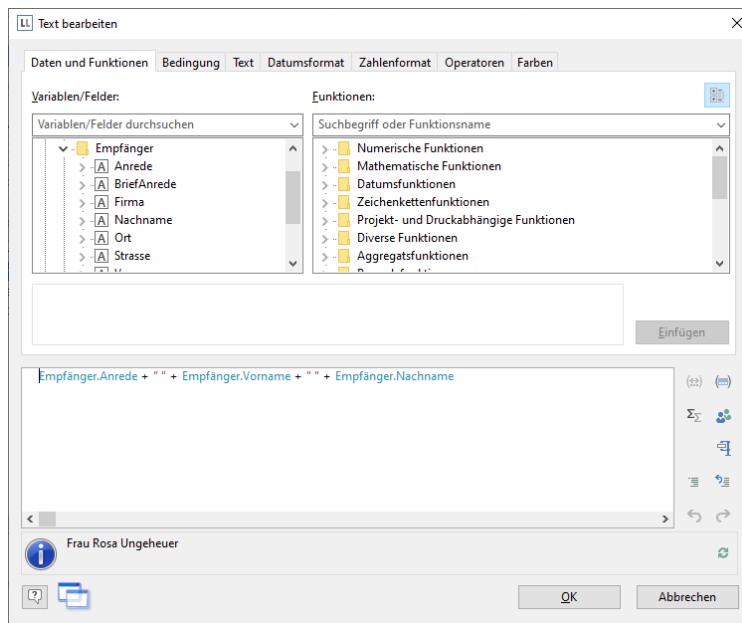 LL Text bearbeiten
Daten und Funktionen Bedingung Text Datumsformat Zahlenformat Operatoren Farben
Variablen/Felder:
Variablen/Felder durchsuchen
Empfänger
A Anrede
A BriefAnrede
A Firma
A Nachname
A Ort
A Strasse
Funktionen:
Suchbegriff oder Funktionsname
Numerische Funktionen
Mathematische Funktionen
Datumsfunktionen
Zeichenkettenfunktionen
Projekt- und Druckabhängige Funktionen
Diverse Funktionen
Aggregatsfunktionen
Einfügen
Empfänger.Anrede + " " + Empfänger.Vorname + " " + Empfänger.Nachname
Frau Rosa Ungeheuer
OK Abbrechen